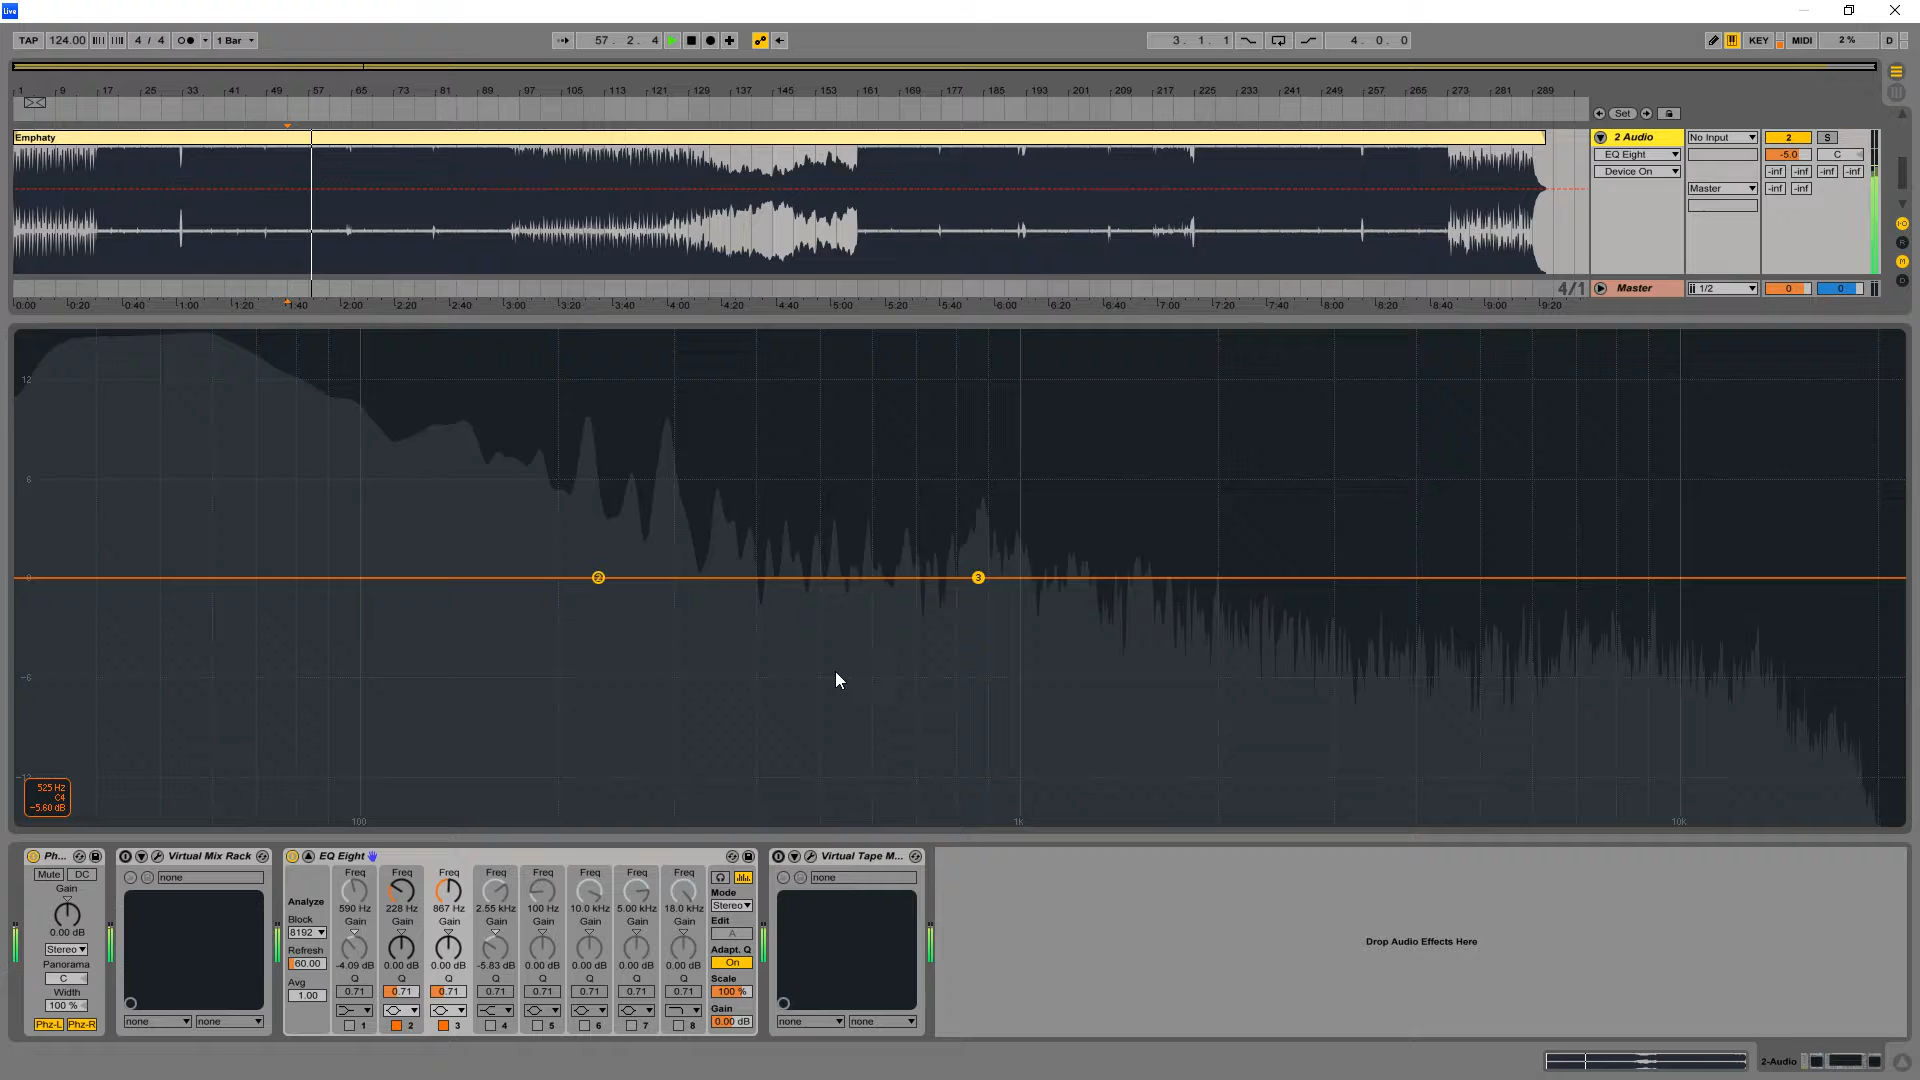 Live
TAP 124.00 4 / 4 1 Bar
57. 2. 4
3. 1. 1
4. 0. 0
KEY MIDI 2 % D
1 9 17 25 33 41 49 57 65 73 81 89 97 105 113 121 129 137 145 153 161 169 177 185 193 201 209 217 225 233 241 249 257 265 273 281 289
Set
Emphaty
2 Audio No Input 2 S
EQ Eight -5.0 C
Device On -inf -inf -inf -inf
Master -inf -inf
4/1 Master 1/2 0 0
0:00 0:20 0:40 1:00 1:20 1:40 2:00 2:20 2:40 3:00 3:20 3:40 4:00 4:20 4:40 5:00 5:20 5:40 6:00 6:20 6:40 7:00 7:20 7:40 8:00 8:20 8:40 9:00 9:20
12
6
0
2 3
-6
-12
525 Hz
C4
-5.60 dB
100 1k 10k
Ph... Virtual Mix Rack EQ Eight Virtual Tape M...
Mute DC
Gain
0.00 dB
Stereo
Panorama
C
Width
100 %
Phz-L Phz-R
none
none none
Analyze
Block
8192
Refresh
60.00
Avg
1.00
Freq Freq Freq Freq Freq Freq Freq Freq
590 Hz 228 Hz 867 Hz 2.55 kHz 100 Hz 10.0 kHz 5.00 kHz 18.0 kHz
Gain Gain Gain Gain Gain Gain Gain Gain
-4.09 dB 0.00 dB 0.00 dB -5.83 dB 0.00 dB 0.00 dB 0.00 dB 0.00 dB
Q Q Q Q Q Q Q Q
0.71 0.71 0.71 0.71 0.71 0.71 0.71 0.71
1 2 3 4 5 6 7 8
Mode
Stereo
Edit
A
Adapt. Q
On
Scale
100 %
Gain
0.00 dB
none
none none
Drop Audio Effects Here
2-Audio